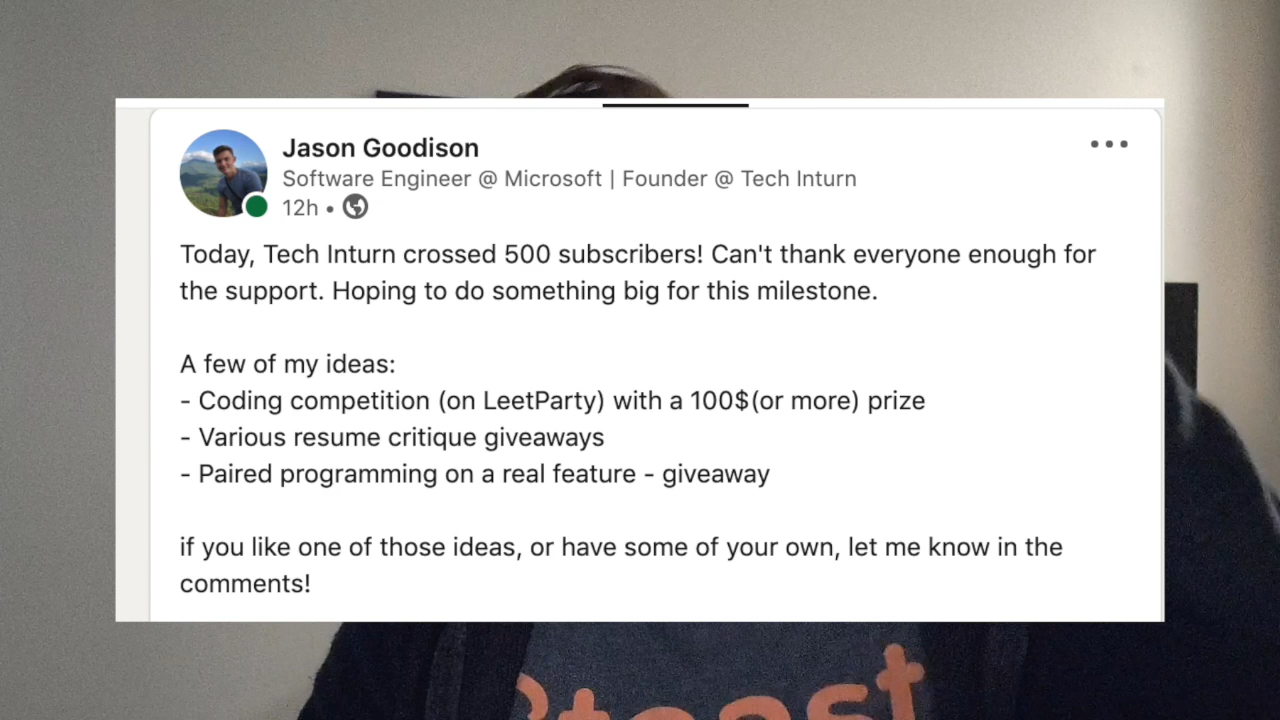 Jason Goodison
Software Engineer @ Microsoft | Founder @ Tech Inturn
12h •
Today, Tech Inturn crossed 500 subscribers! Can't thank everyone enough for
the support. Hoping to do something big for this milestone.
A few of my ideas:
- Coding competition (on LeetParty) with a 100$(or more) prize
- Various resume critique giveaways
- Paired programming on a real feature - giveaway
if you like one of those ideas, or have some of your own, let me know in the
comments!